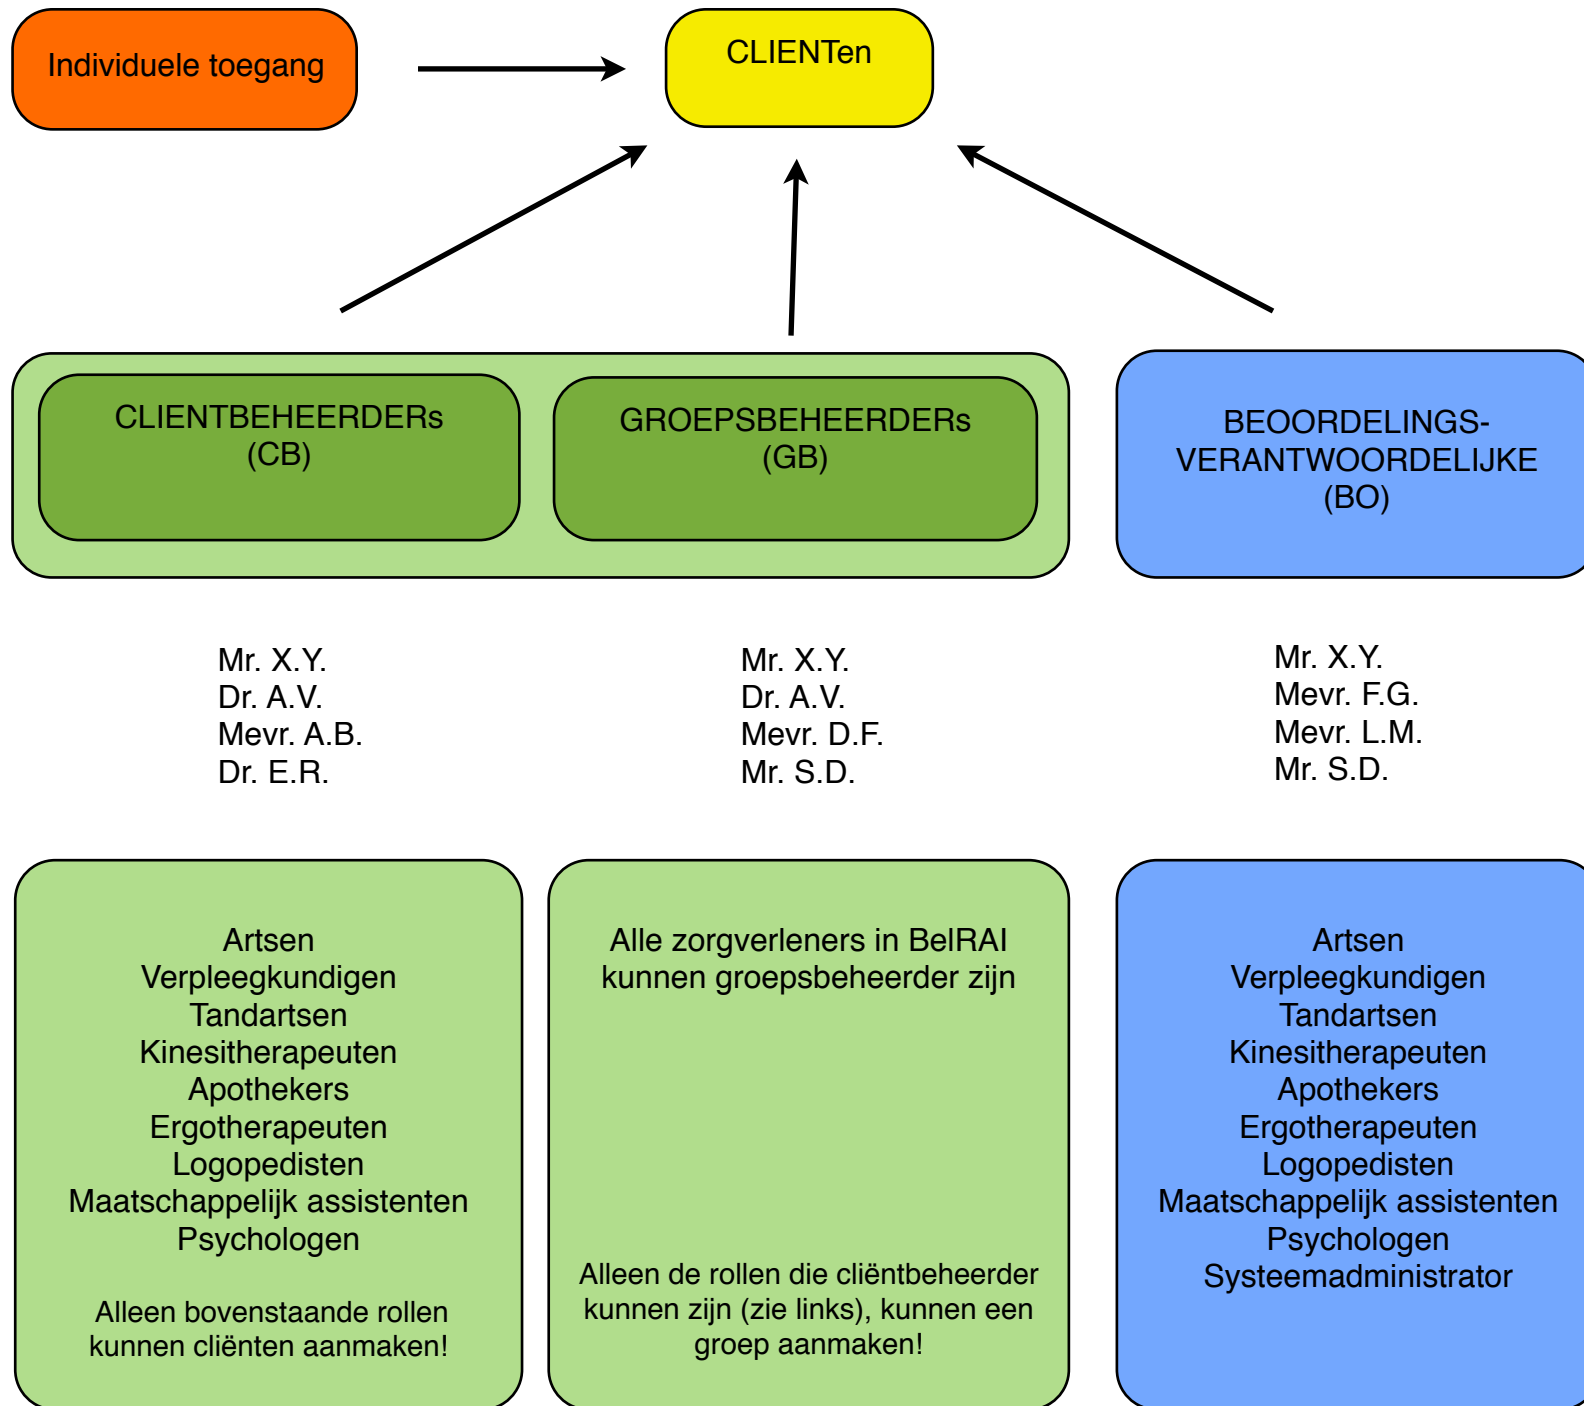 Individuele toegang
CLIENTen
CLIENTBEHEERDERs
(CB)
GROEPSBEHEERDERs
(GB)
BEOORDELINGS-
VERANTWOORDELIJKE
(BO)
Mr. X.Y.
Dr. A.V.
Mevr. A.B.
Dr. E.R.
Mr. X.Y.
Dr. A.V.
Mevr. D.F.
Mr. S.D.
Mr. X.Y.
Mevr. F.G.
Mevr. L.M.
Mr. S.D.
Artsen
Verpleegkundigen
Tandartsen
Kinesitherapeuten
Apothekers
Ergotherapeuten
Logopedisten
Maatschappelijk assistenten
Psychologen
Alleen bovenstaande rollen
kunnen cliënten aanmaken!
Alle zorgverleners in BelRAI
kunnen groepsbeheerder zijn
Alleen de rollen die cliëntbeheerder
kunnen zijn (zie links), kunnen een
groep aanmaken!
Artsen
Verpleegkundigen
Tandartsen
Kinesitherapeuten
Apothekers
Ergotherapeuten
Logopedisten
Maatschappelijk assistenten
Psychologen
Systeemadministrator